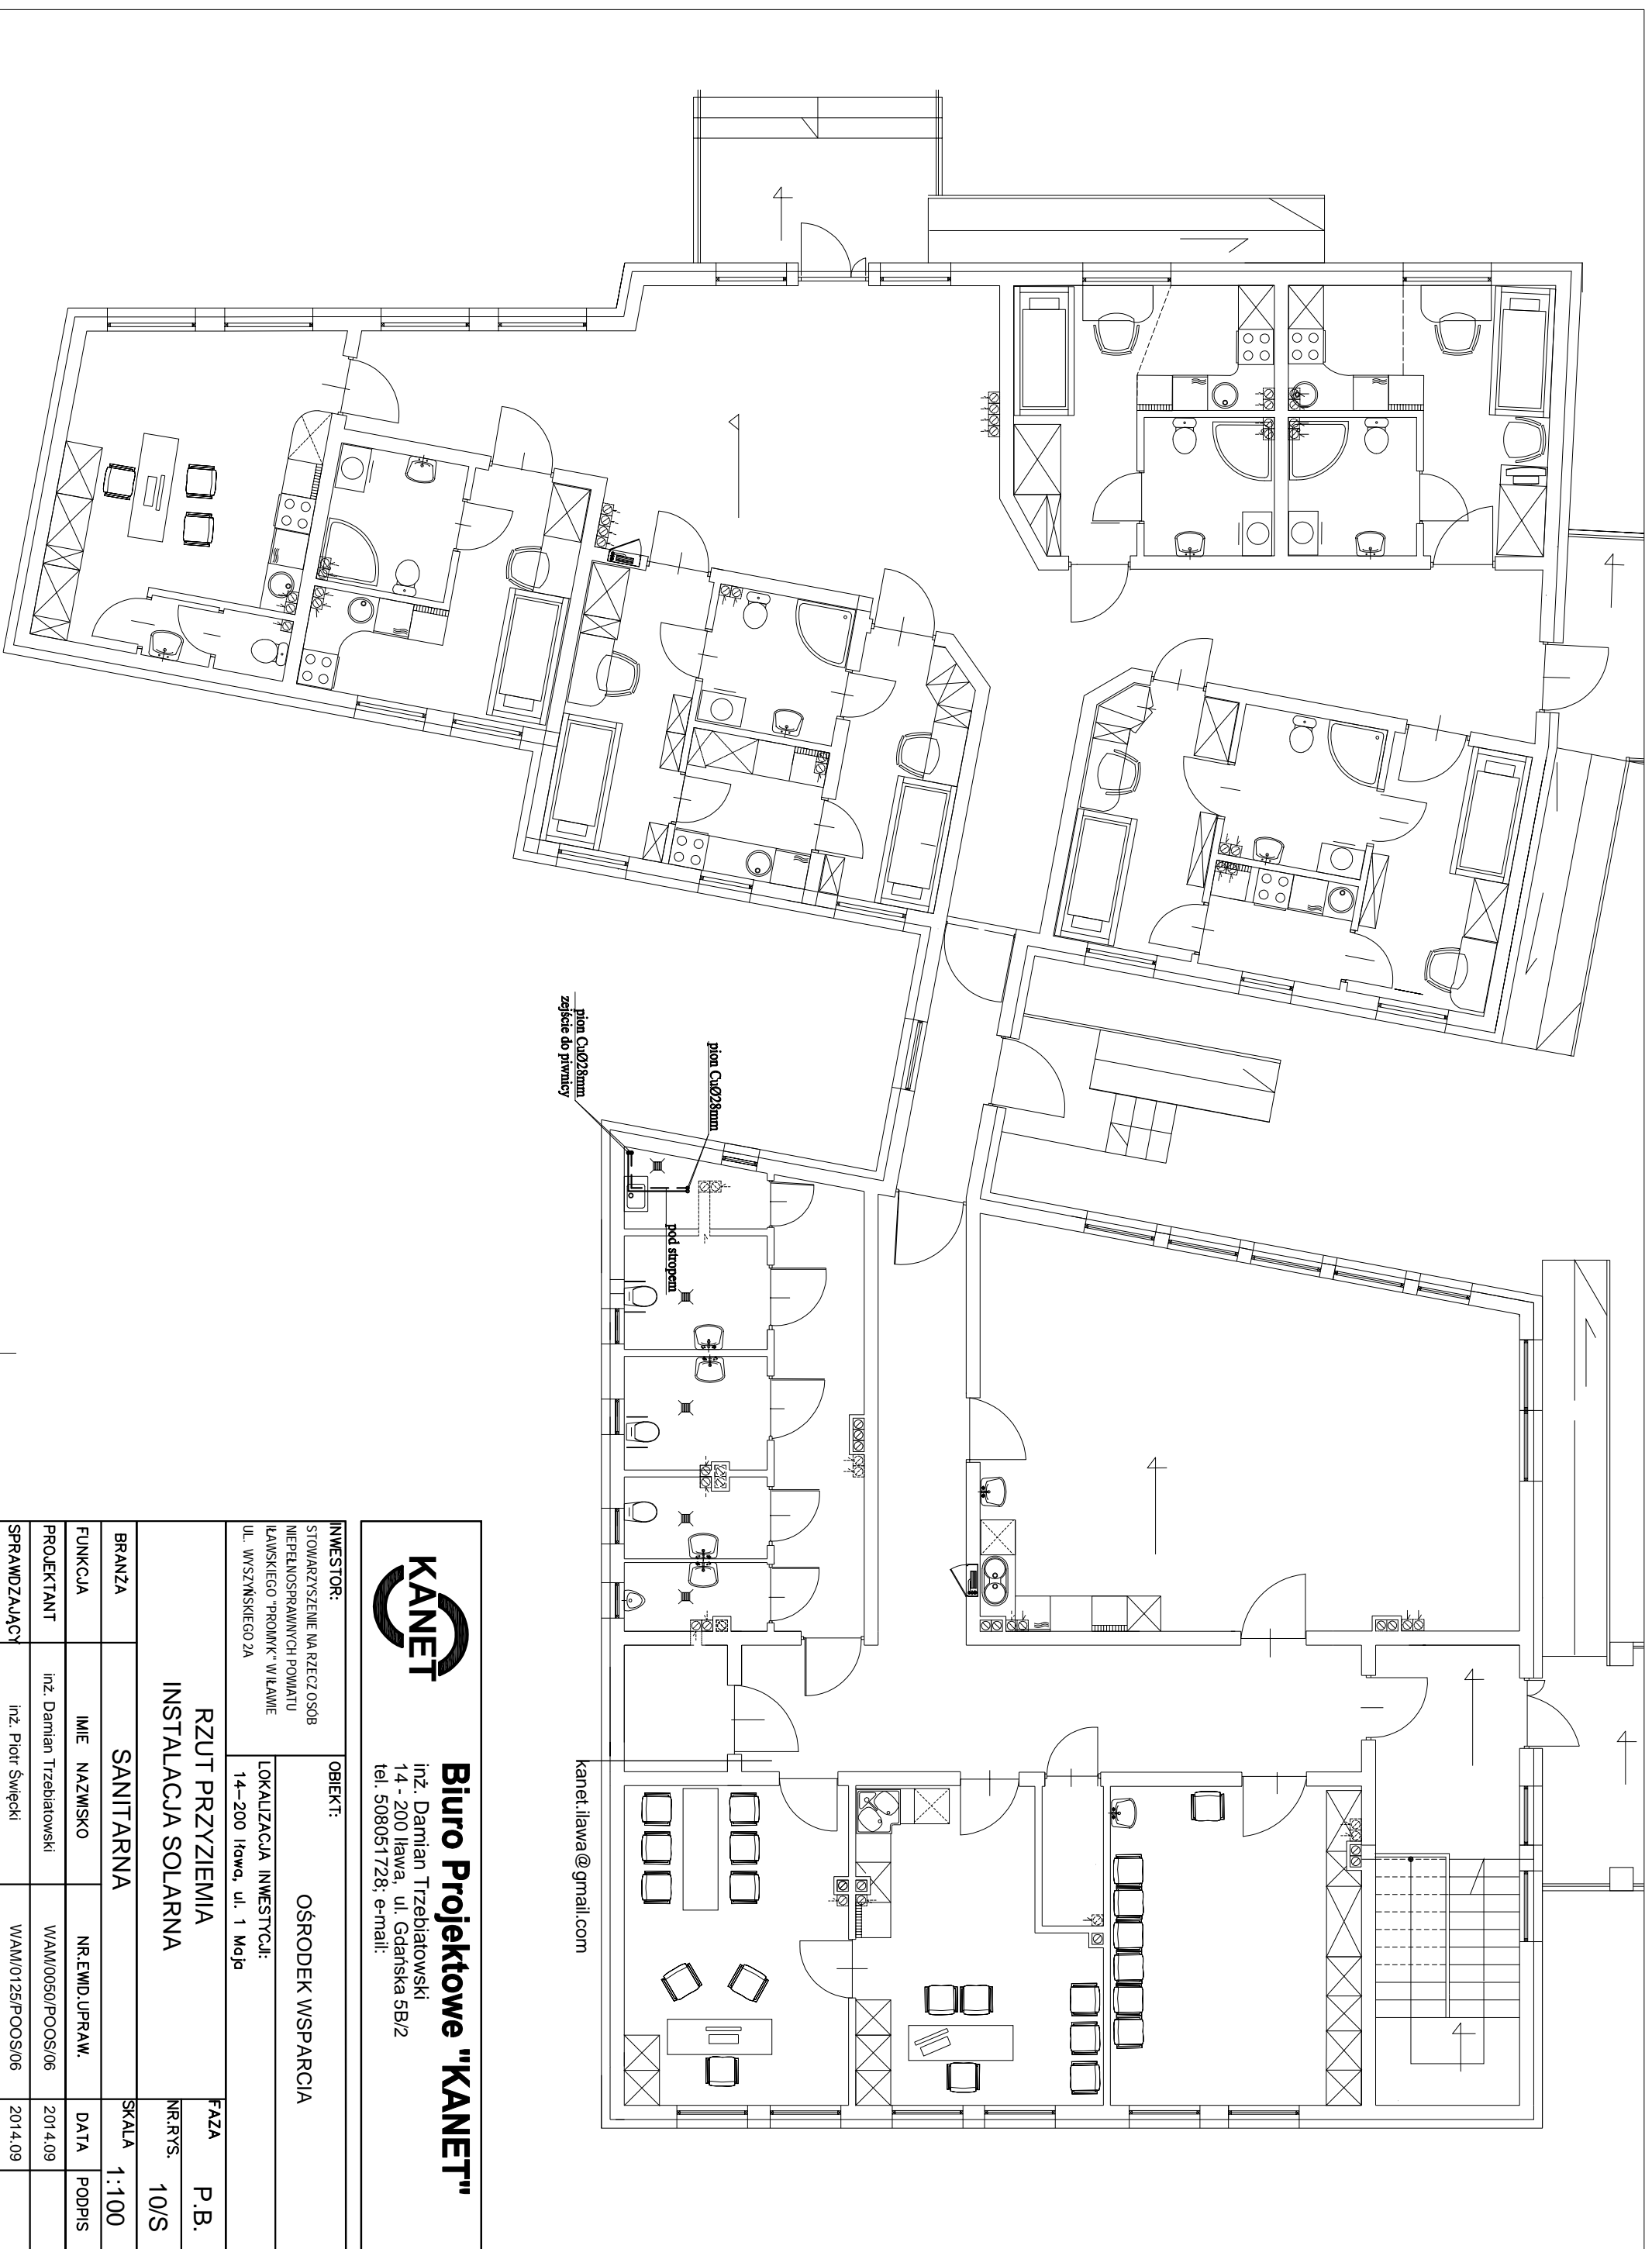 pion CuØ28mm
zejście do piwnicy
pion CuØ28mm
pod stropem
KANET
Biuro Projektowe "KANET"
inż. Damian Trzebiatowski
14 - 200 Iława, ul. Gdańska 5B/2
tel. 508051728; e-mail:
kanet.ilawa@gmail.com
INWESTOR:
STOWARZYSZENIE NA RZECZ OSÓB
NIEPEŁNOSPRAWNYCH POWIATU
IŁAWSKIEGO "PROMYK" W IŁAWIE
UL. WYSZYŃSKIEGO 2A
OBIEKT:
OŚRODEK WSPARCIA
LOKALIZACJA INWESTYCJI:
14-200 Iława, ul. 1 Maja
RZUT PRZYZIEMIA
INSTALACJA SOLARNA
FAZA P.B.
NR.RYS. 10/S
BRANŻA SANITARNA SKALA 1:100
FUNKCJA IMIE NAZWISKO NR.EWID.UPRAW. DATA PODPIS
PROJEKTANT inż. Damian Trzebiatowski WAM/0050/POOS/06 2014.09
SPRAWDZAJĄCY inż. Piotr Święcki WAM/0125/POOS/06 2014.09